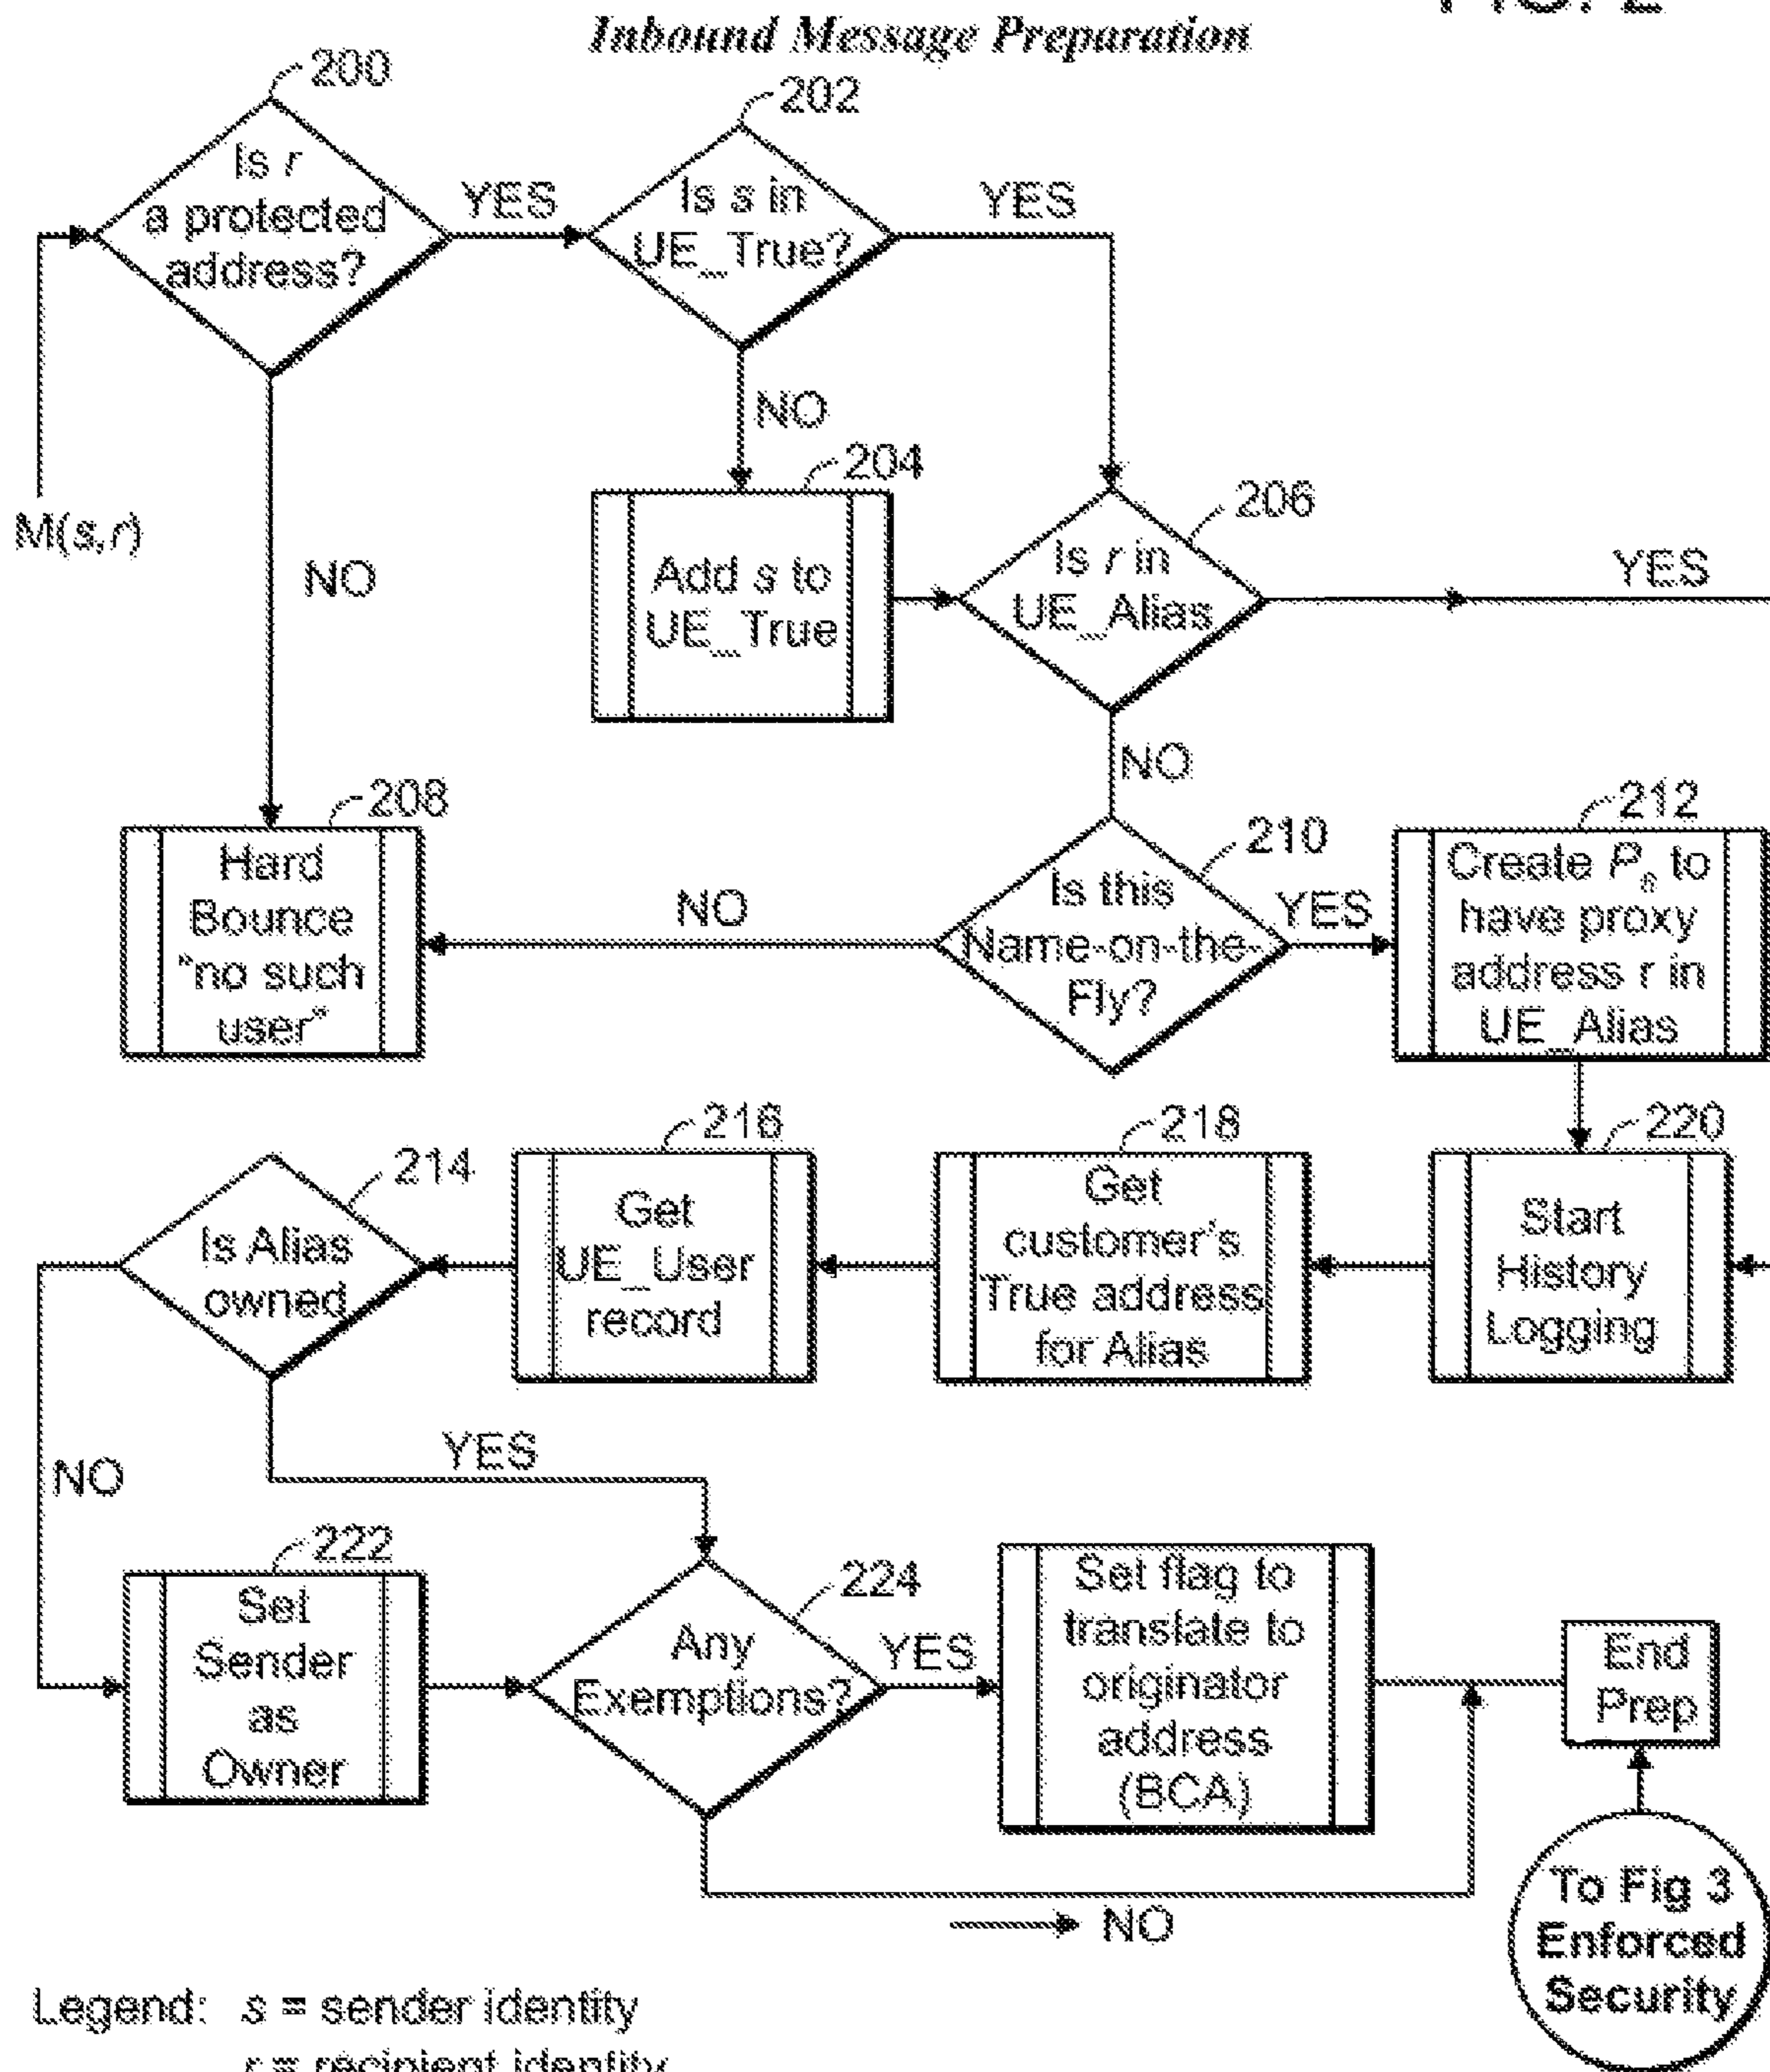 Inbound Message Preparation
200
Is r
a protected
address?
YES
202
Is s in
UE_True?
YES
NO
M(s,r)
NO
204
Add s to
UE_True
206
Is r in
UE_Alias
YES
NO
208
Hard
Bounce
"no such
user"
NO
210
Is this
Name-on-the-
Fly?
YES
212
Create Pn to
have proxy
address r in
UE_Alias
214
Is Alias
owned
216
Get
UE_User
record
218
Get
customer's
True address
for Alias
220
Start
History
Logging
NO
YES
222
Set
Sender
as
Owner
224
Any
Exemptions?
YES
Set flag to
translate to
originator
address
(BCA)
End
Prep
NO
To Fig 3
Enforced
Security
Legend: s = sender identity
r = recipient identity